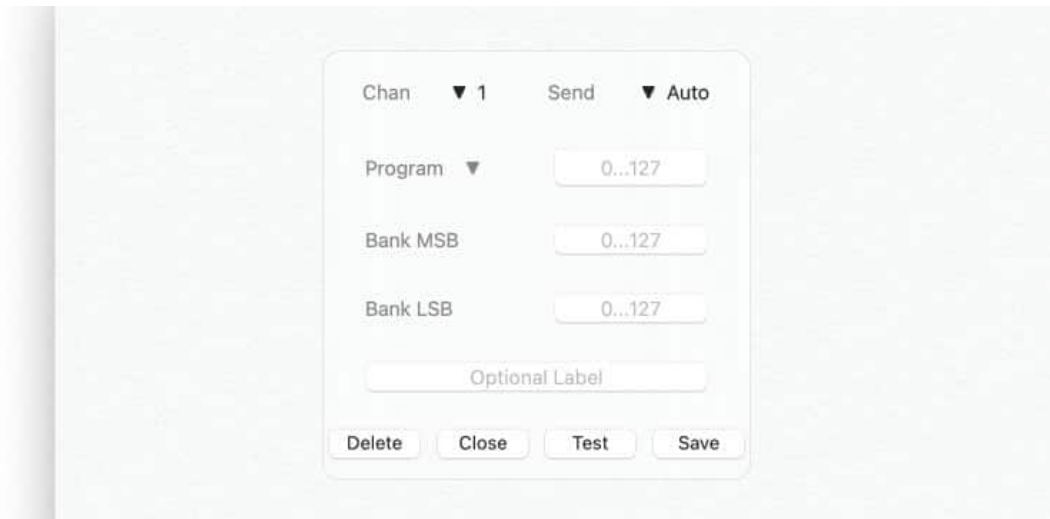 Chan ▼ 1 Send ▼ Auto
Program ▼ 0...127
Bank MSB 0...127
Bank LSB 0...127
Optional Label
Delete Close Test Save